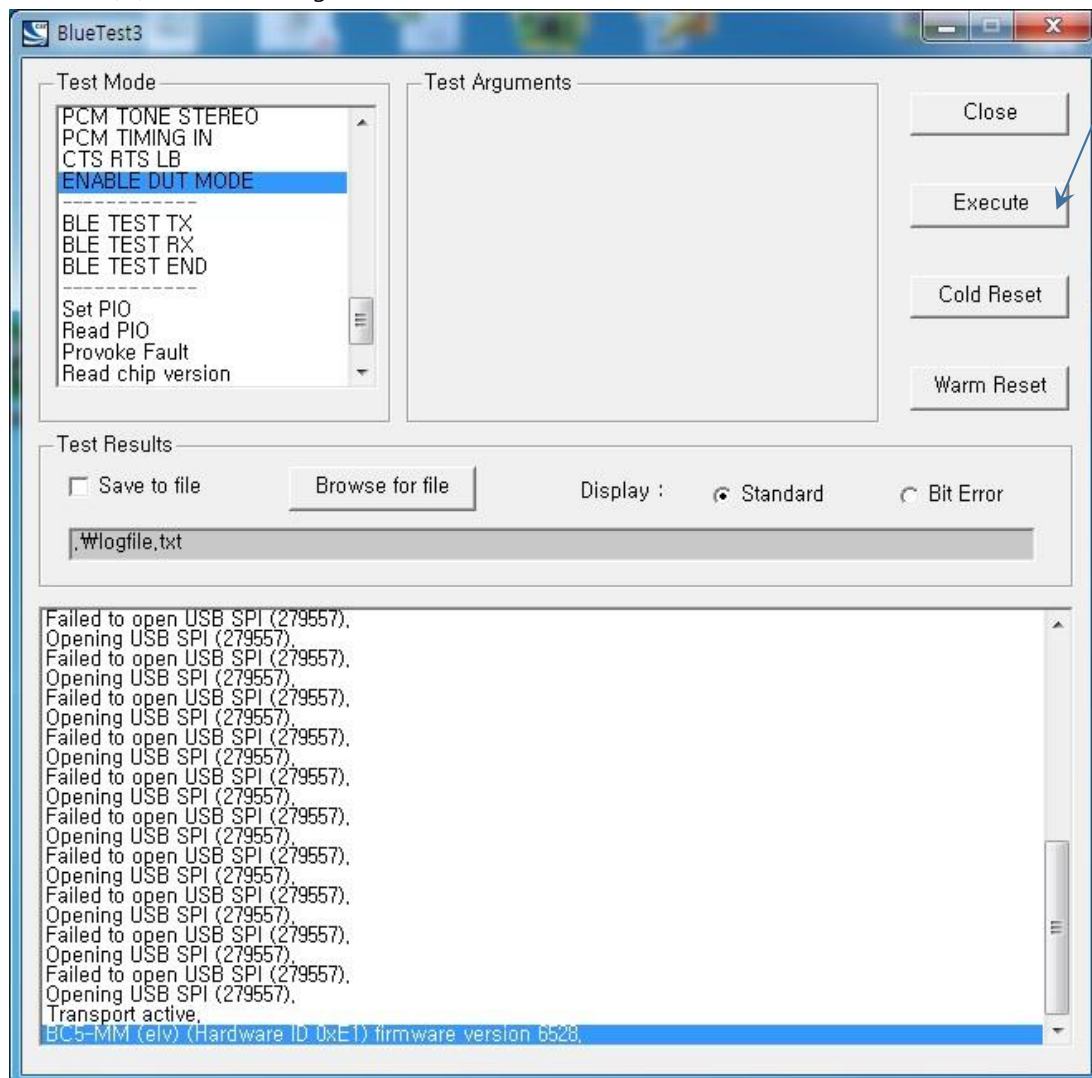 BlueTest3
Test Mode
PCM TONE STEREO
PCM TIMING IN
CTS RTS LB
ENABLE DUT MODE
------------
BLE TEST TX
BLE TEST RX
BLE TEST END
------------
Set PIO
Read PIO
Provoke Fault
Read chip version
Test Arguments
Close
Execute
Cold Reset
Warm Reset
Test Results
Save to file
Browse for file
Display :
Standard
Bit Error
.₩logfile.txt
Failed to open USB SPI (279557).
Opening USB SPI (279557).
Failed to open USB SPI (279557).
Opening USB SPI (279557).
Failed to open USB SPI (279557).
Opening USB SPI (279557).
Failed to open USB SPI (279557).
Opening USB SPI (279557).
Failed to open USB SPI (279557).
Opening USB SPI (279557).
Failed to open USB SPI (279557).
Opening USB SPI (279557).
Failed to open USB SPI (279557).
Opening USB SPI (279557).
Failed to open USB SPI (279557).
Opening USB SPI (279557).
Failed to open USB SPI (279557).
Opening USB SPI (279557).
Failed to open USB SPI (279557).
Opening USB SPI (279557).
Transport active.
BC5-MM (elv) (Hardware ID 0xE1) firmware version 6528.